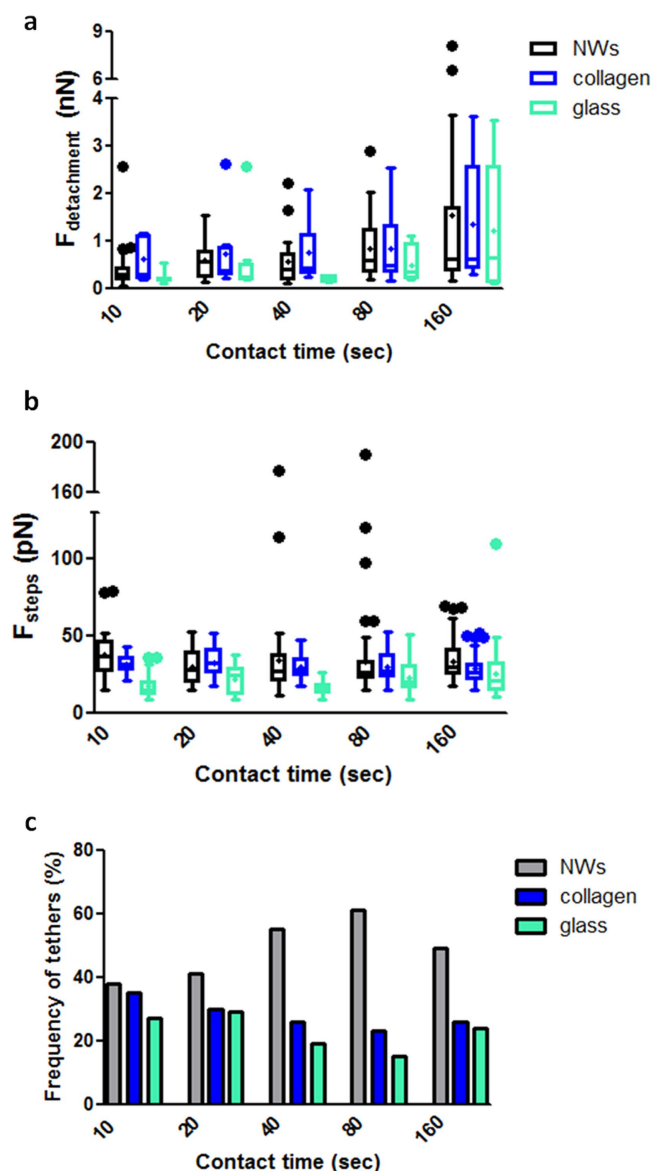 a
F detachment (nN)
9
6
4
3
2
1
0
10 20 40 80 160
Contact time (sec)
NWs
collagen
glass
b
F steps (pN)
200
160
100
50
0
10 20 40 80 160
Contact time (sec)
c
Frequency of tethers (%)
80
60
40
20
0
10 20 40 80 160
Contact time (sec)
NWs
collagen
glass